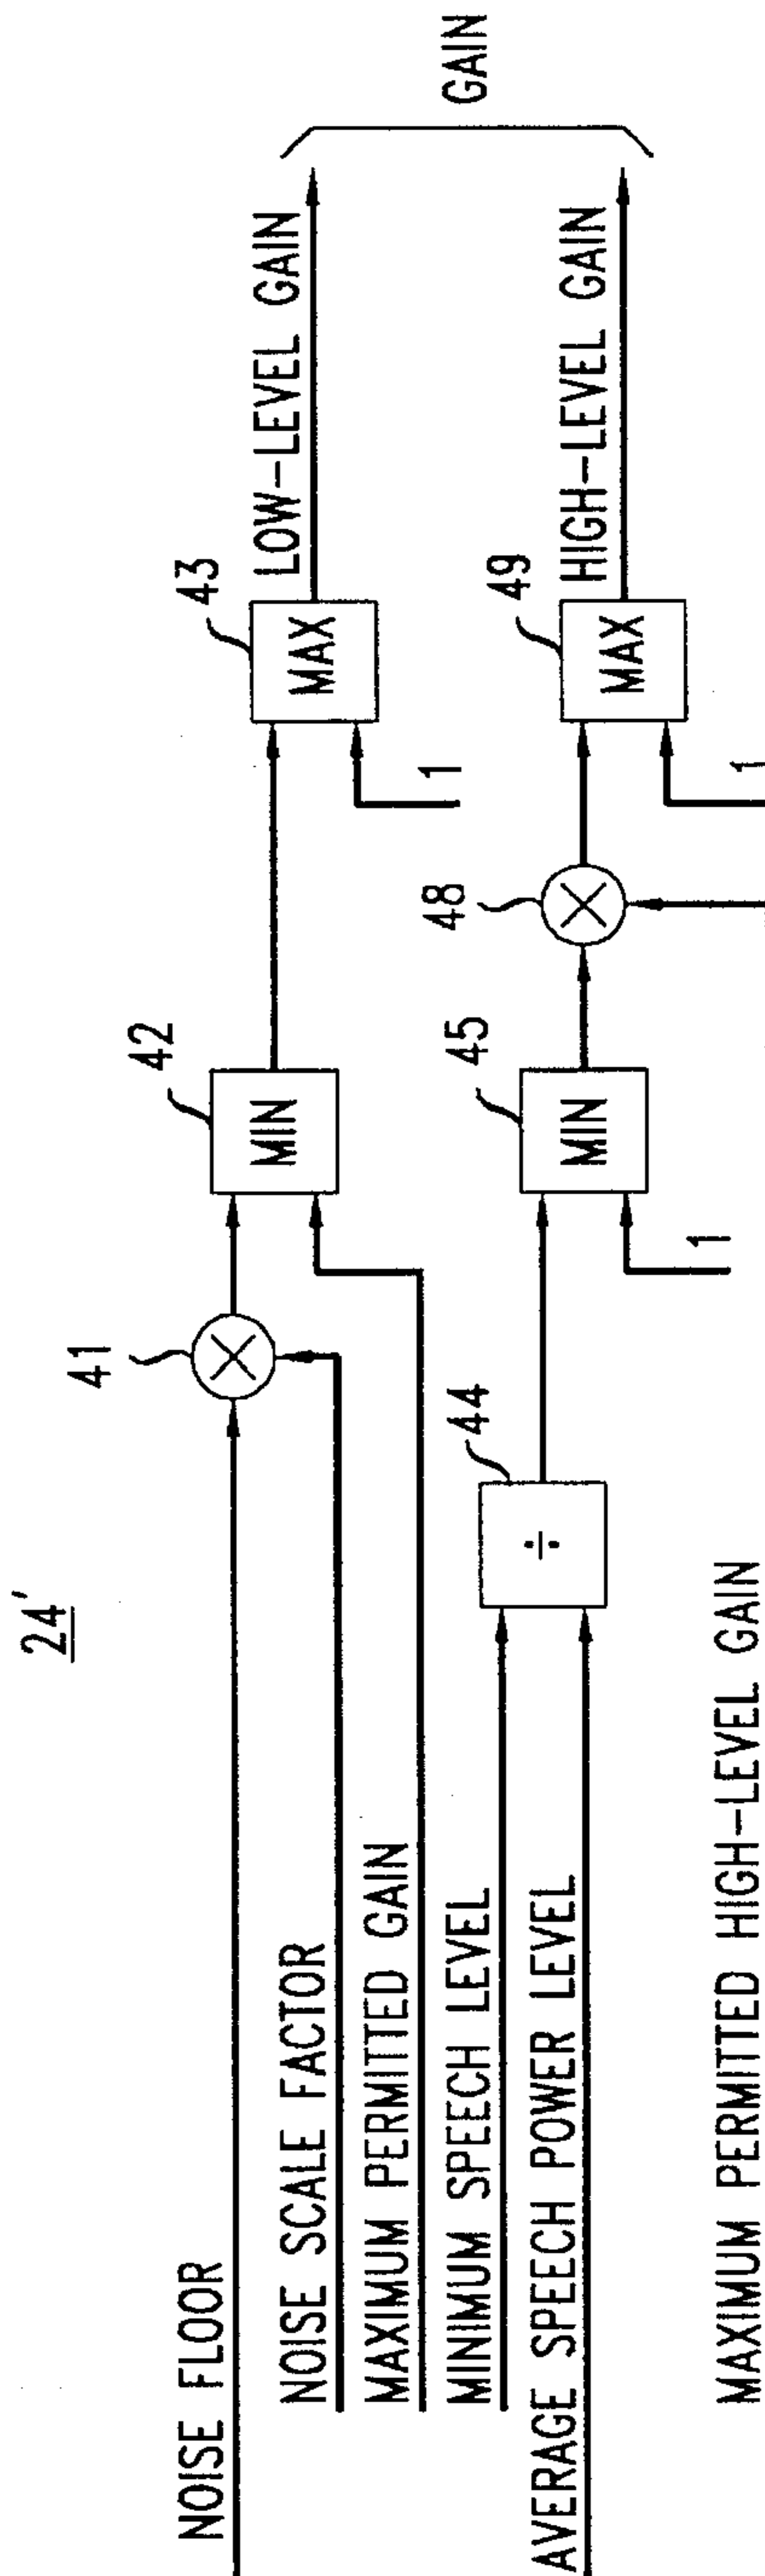 24'
NOISE FLOOR
41
42
MIN
43
MAX
LOW-LEVEL GAIN
GAIN
NOISE SCALE FACTOR
MAXIMUM PERMITTED GAIN
1
MINIMUM SPEECH LEVEL
44
÷
45
MIN
48
49
MAX
HIGH-LEVEL GAIN
AVERAGE SPEECH POWER LEVEL
1
1
MAXIMUM PERMITTED HIGH-LEVEL GAIN